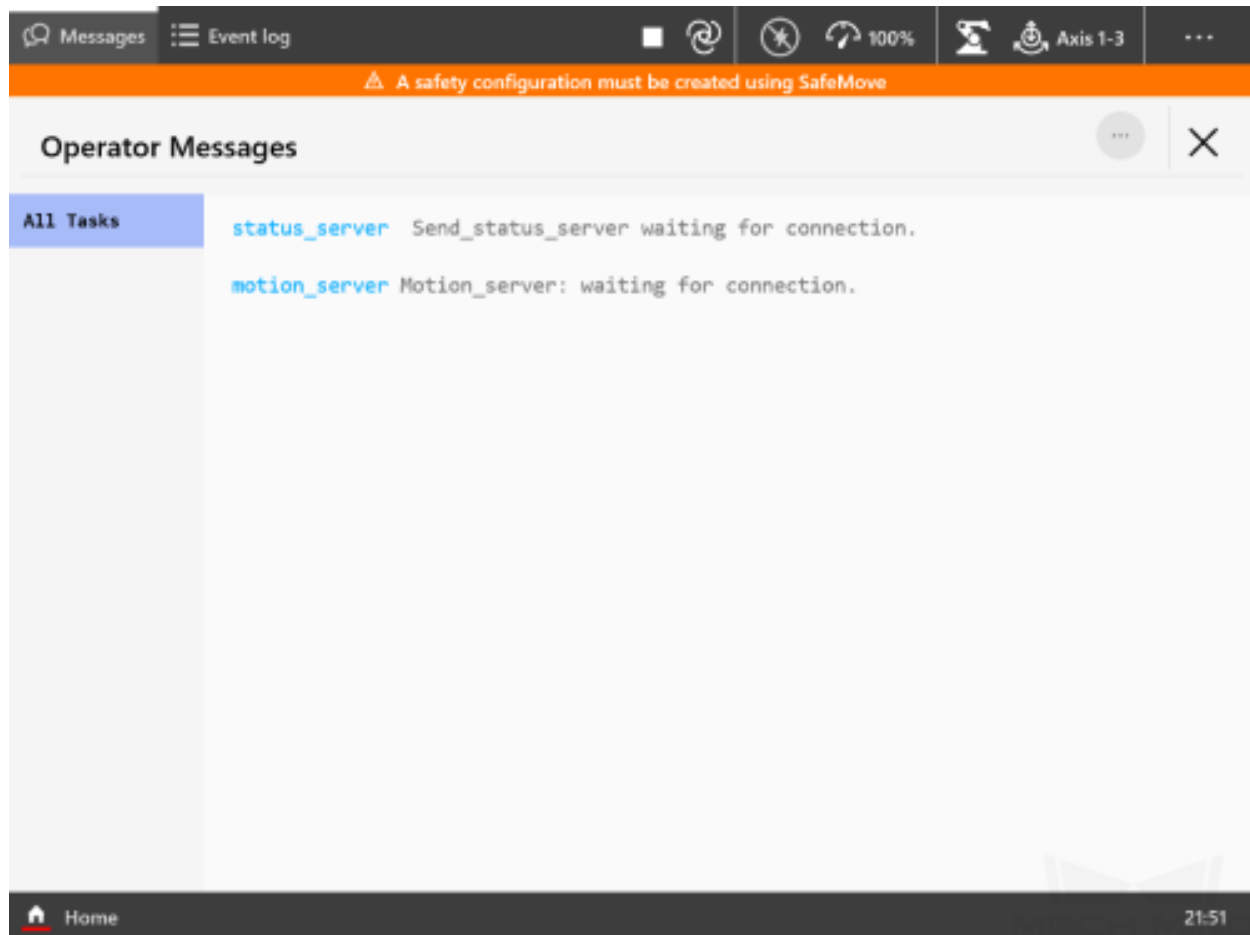 Messages Event log 100% Axis 1-3 ...
A safety configuration must be created using SafeMove
Operator Messages ...
All Tasks
status_server Send_status_server waiting for connection.
motion_server Motion_server: waiting for connection.
Home 21:51